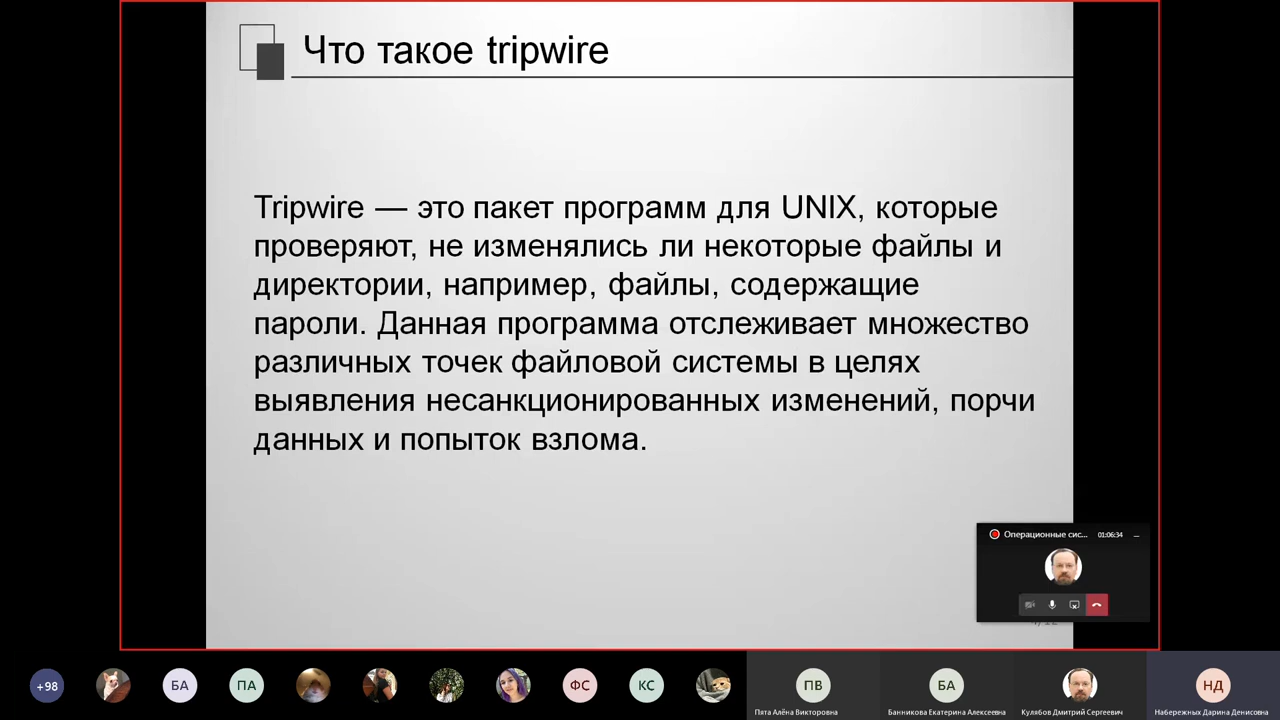 Что такое tripwire
Tripwire — это пакет программ для UNIX, которые
проверяют, не изменялись ли некоторые файлы и
директории, например, файлы, содержащие
пароли. Данная программа отслеживает множество
различных точек файловой системы в целях
выявления несанкционированных изменений, порчи
данных и попыток взлома.
Операционные сис... 01:06:34
+98
БА
ПА
ФС
КС
ПВ
БА
НД
Пята Алёна Викторовна
Банникова Екатерина Алексеевна
Кулябов Дмитрий Сергеевич
Набережных Дарина Денисовна